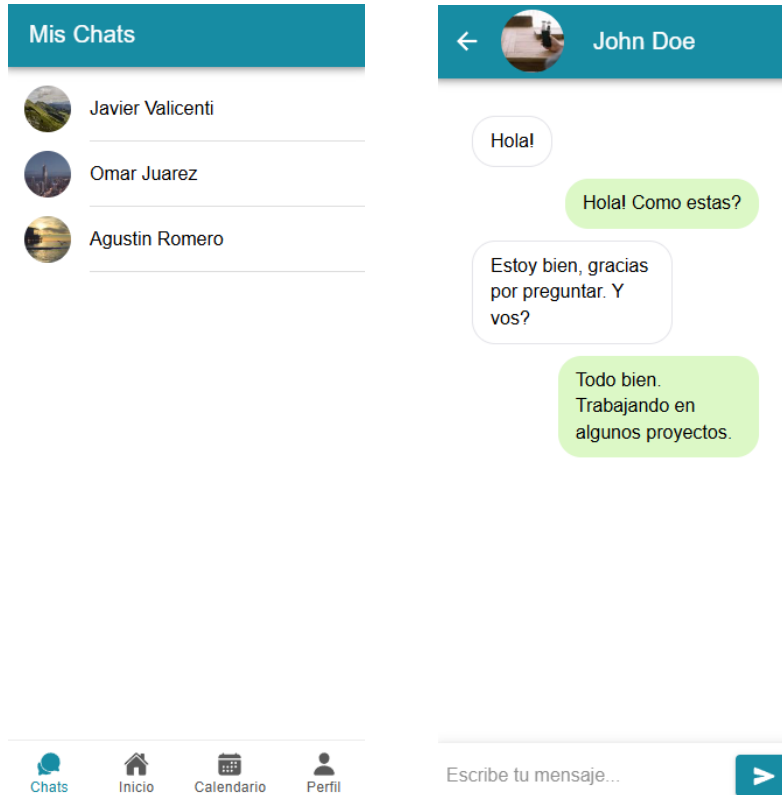 Mis Chats
Javier Valicenti
Omar Juarez
Agustin Romero
Chats
Inicio
Calendario
Perfil
John Doe
Hola!
Hola! Como estas?
Estoy bien, gracias
por preguntar. Y
vos?
Todo bien.
Trabajando en
algunos proyectos.
Escribe tu mensaje...